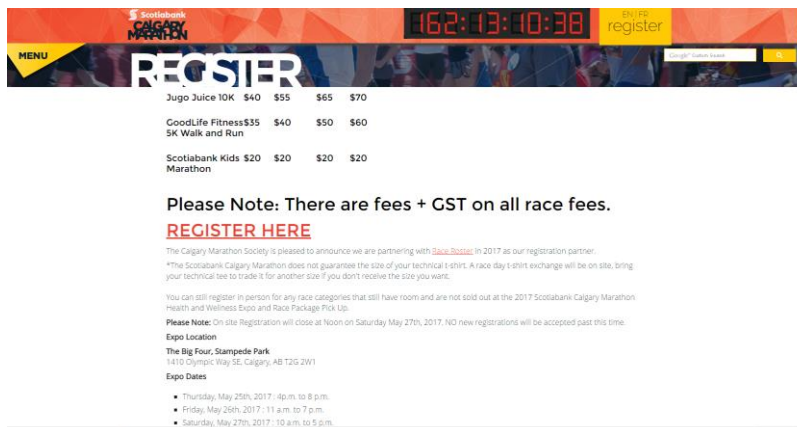 Scotiabank
CALGARY
MARATHON
162:13:10:38
EN | FR
register
MENU
REGISTER
Google Custom Search
Jugo Juice 10K $40 $55 $65 $70
GoodLife Fitness $35 $40 $50 $60
5K Walk and Run
Scotiabank Kids $20 $20 $20 $20
Marathon
Please Note: There are fees + GST on all race fees.
REGISTER HERE
The Calgary Marathon Society is pleased to announce we are partnering with Race Roster in 2017 as our registration partner.
*The Scotiabank Calgary Marathon does not guarantee the size of your technical t-shirt. A race day t-shirt exchange will be on site, bring
your technical tee to trade it for another size if you don't receive the size you want.
You can still register in person for any race categories that still have room and are not sold out at the 2017 Scotiabank Calgary Marathon
Health and Wellness Expo and Race Package Pick Up.
Please Note: On site Registration will close at Noon on Saturday May 27th, 2017. NO new registrations will be accepted past this time.
Expo Location
The Big Four, Stampede Park
1410 Olympic Way SE, Calgary, AB T2G 2W1
Expo Dates
Thursday, May 25th, 2017 : 4p.m. to 8 p.m.
Friday, May 26th, 2017 : 11 a.m. to 7 p.m.
Saturday, May 27th, 2017 : 10 a.m. to 5 p.m.